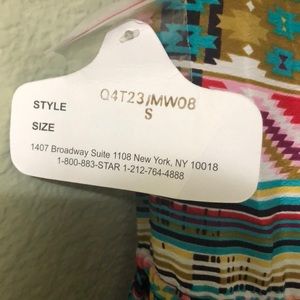 STYLE Q4T23/MW08
SIZE S
1407 Broadway Suite 1108 New York, NY 10018
1-800-883-STAR 1-212-764-4888